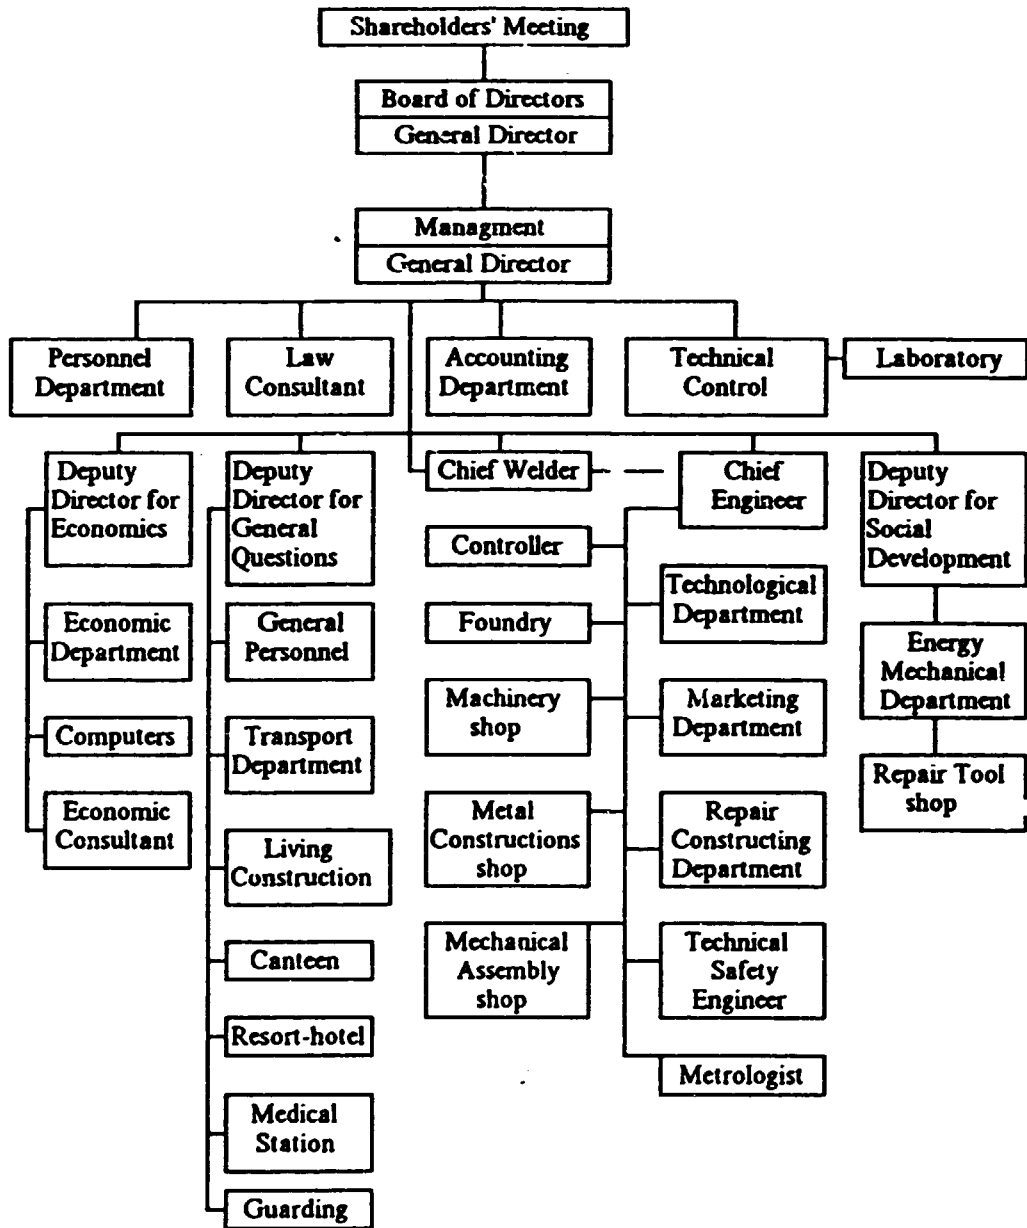 Shareholders' Meeting
Board of Directors
General Director
Managment
General Director
Personnel
Department
Law
Consultant
Accounting
Department
Technical
Control
Laboratory
Deputy
Director for
Economics
Deputy
Director for
General
Questions
Chief Welder
Chief
Engineer
Deputy
Director for
Social
Development
Controller
Technological
Department
Economic
Department
General
Personnel
Foundry
Energy
Mechanical
Department
Machinery
shop
Marketing
Department
Computers
Transport
Department
Repair Tool
shop
Economic
Consultant
Metal
Constructions
shop
Repair
Constructing
Department
Living
Construction
Canteen
Mechanical
Assembly
shop
Technical
Safety
Engineer
Resort-hotel
Metrologist
Medical
Station
Guarding